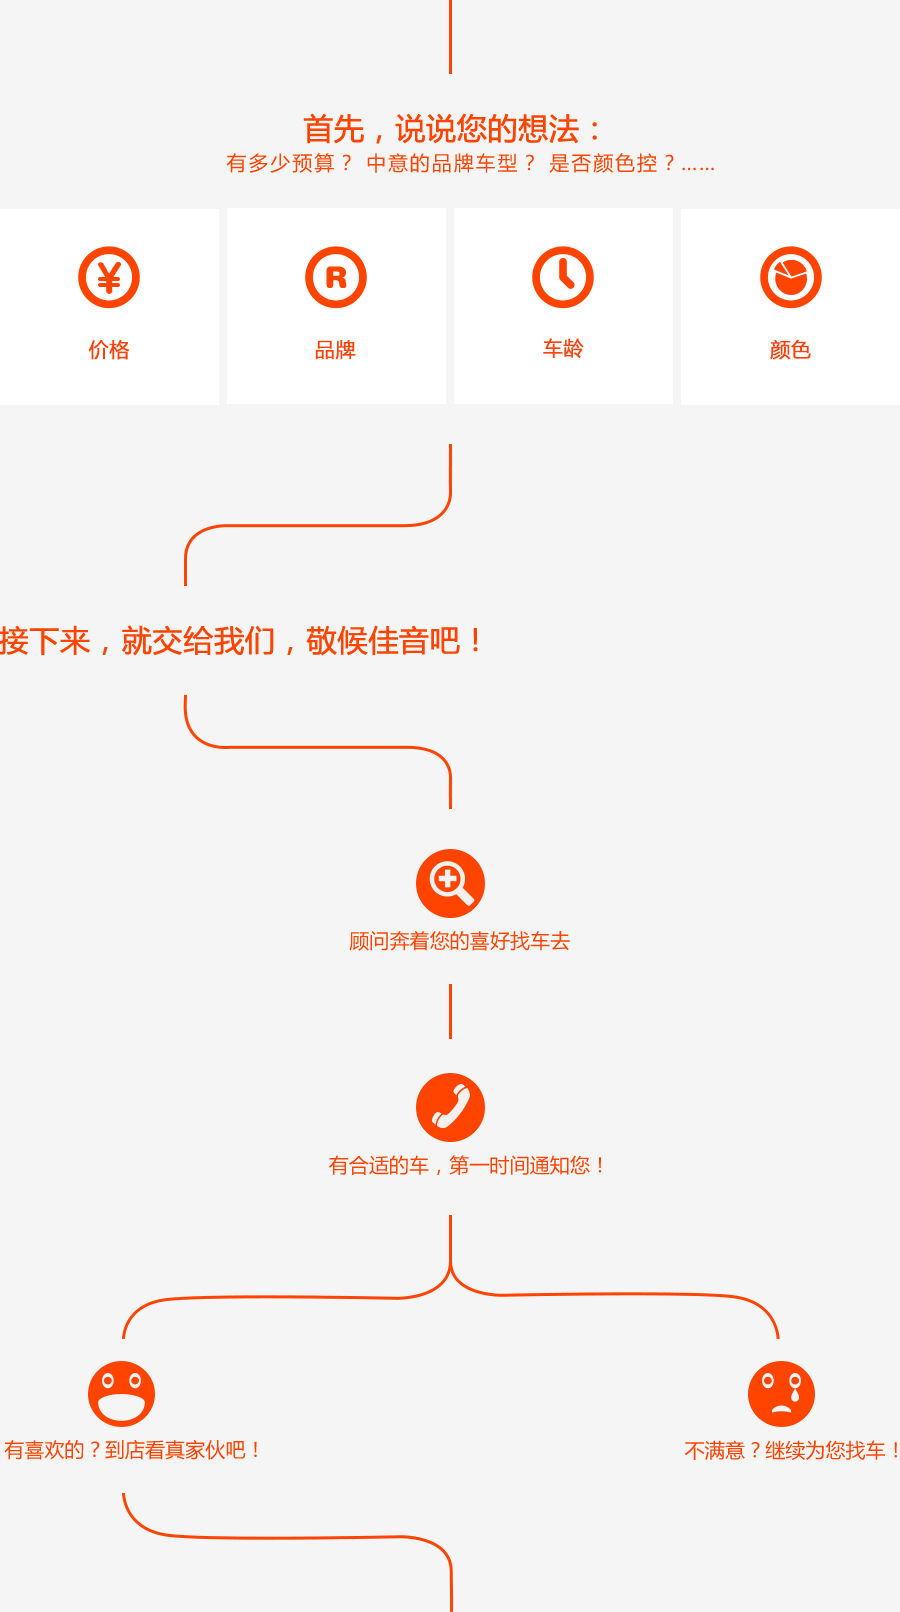 首先，说说您的想法：
有多少预算？ 中意的品牌车型？ 是否颜色控？……
¥
R
价格
品牌
车龄
颜色
接下来，就交给我们，敬候佳音吧！
顾问奔着您的喜好找车去
有合适的车，第一时间通知您！
有喜欢的？到店看真家伙吧！
不满意？继续为您找车！